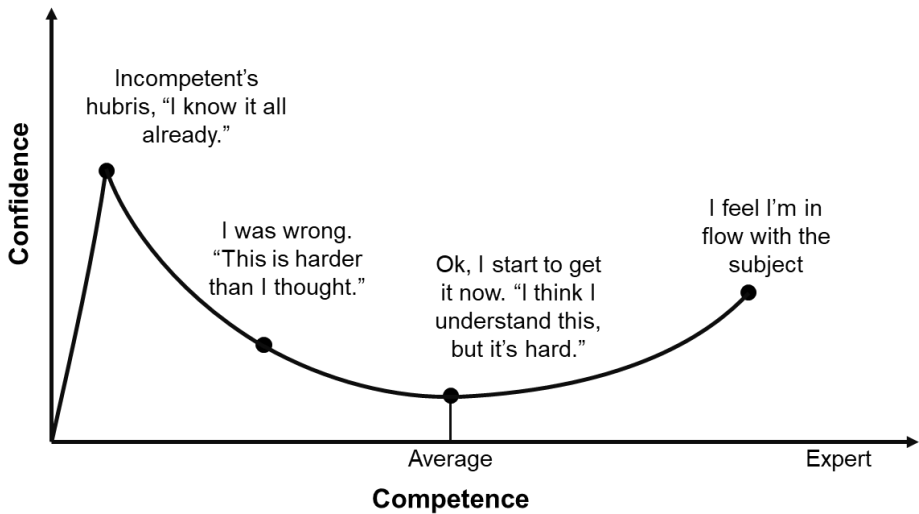 Incompetent’s
hubris, “I know it all
already.”
Confidence
I was wrong.
“This is harder
than I thought.”
Ok, I start to get
it now. “I think I
understand this,
but it’s hard.”
I feel I’m in
flow with the
subject
Average
Expert
Competence